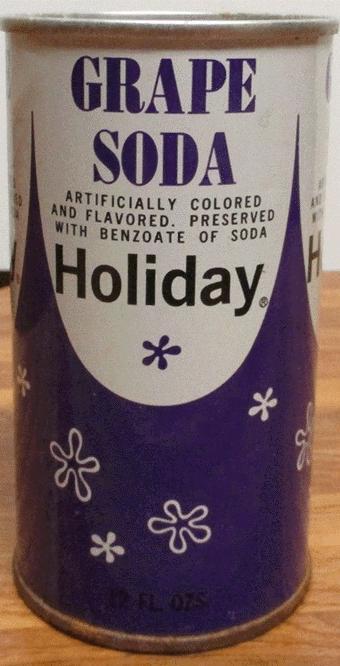 GRAPE
SODA
ARTIFICIALLY COLORED
AND FLAVORED. PRESERVED
WITH BENZOATE OF SODA
Holiday®
12 FL. OZS.